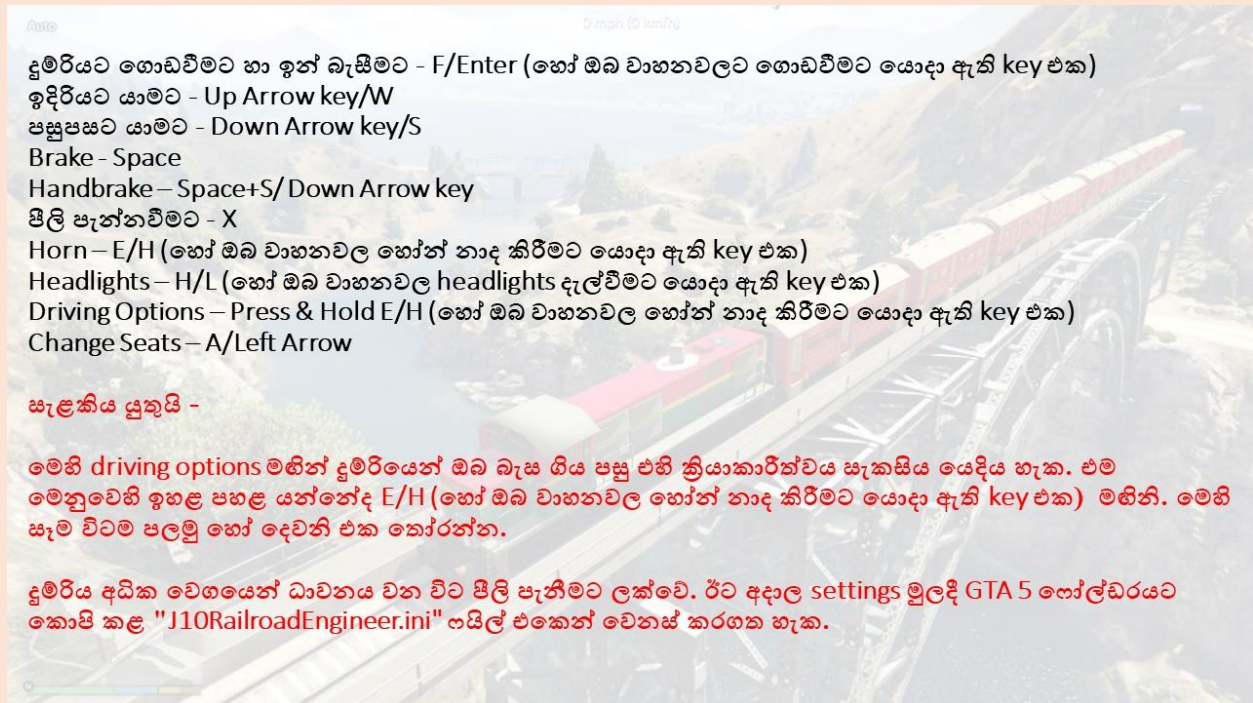 Auto
0 mph (0 km/h)
දුම්රියට ගොඩවීමට හා ඉන් බැසීමට - F/Enter (හෝ ඔබ වාහනවලට ගොඩවීමට යොදා ඇති key එක)
ඉදිරියට යාමට - Up Arrow key/W
පසුපසට යාමට - Down Arrow key/S
Brake - Space
Handbrake – Space+S/ Down Arrow key
පීලි පැන්නවීමට - X
Horn – E/H (හෝ ඔබ වාහනවල හෝන් නාද කිරීමට යොදා ඇති key එක)
Headlights – H/L (හෝ ඔබ වාහනවල headlights දැල්වීමට යොදා ඇති key එක)
Driving Options – Press & Hold E/H (හෝ ඔබ වාහනවල හෝන් නාද කිරීමට යොදා ඇති key එක)
Change Seats – A/Left Arrow
සැළකිය යුතුයි -
මෙහි driving options මඟින් දුම්රියෙන් ඔබ බැස ගිය පසු එහි ක්‍රියාකාරීත්වය සැකසිය යෙදිය හැක. එම
මෙනුවෙහි ඉහළ පහළ යන්නේද E/H (හෝ ඔබ වාහනවල හෝන් නාද කිරීමට යොදා ඇති key එක) මඟිනි. මෙහි
සෑම විටම පලමු හෝ දෙවනි එක තෝරන්න.
දුම්රිය අධික වෙගයෙන් ධාවනය වන විට පීලි පැනීමට ලක්වේ. ඊට අදාල settings මුලදී GTA 5 ෆෝල්ඩරයට
කොපි කළ "J10RailroadEngineer.ini" ෆයිල් එකෙන් වෙනස් කරගත හැක.